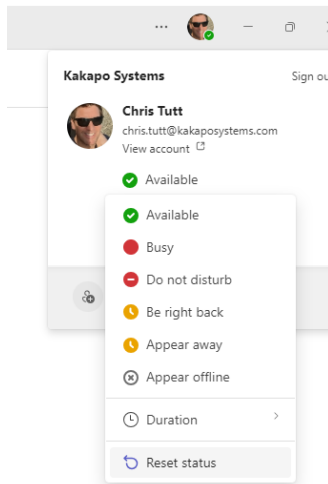 Kakapo Systems
Sign
Chris Tutt
chris.tutt@kakaposystems.com
View account
Available
Available
Busy
Do not disturb
Be right back
Appear away
Appear offline
Duration
Reset status